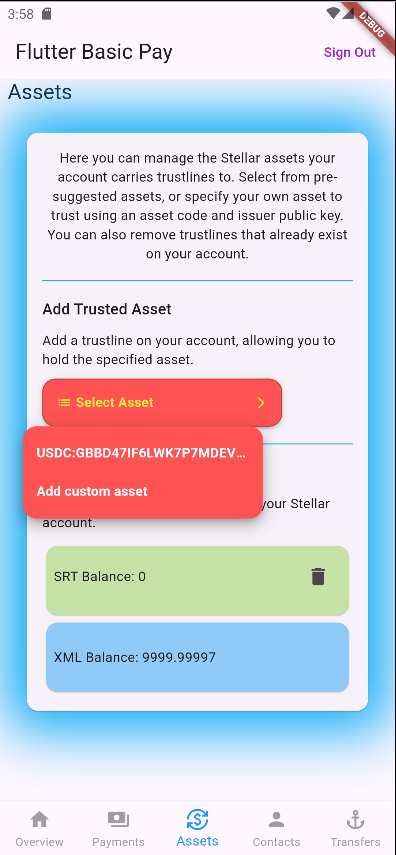 3:58
DEBUG
Flutter Basic Pay
Sign Out
Assets
Here you can manage the Stellar assets your
account carries trustlines to. Select from pre-
suggested assets, or specify your own asset to
trust using an asset code and issuer public key.
You can also remove trustlines that already exist
on your account.
Add Trusted Asset
Add a trustline on your account, allowing you to
hold the specified asset.
Select Asset
USDC:GBBD47IF6LWK7P7MDEV...
Add custom asset
your Stellar
account.
SRT Balance: 0
XML Balance: 9999.99997
Overview
Payments
Assets
Contacts
Transfers